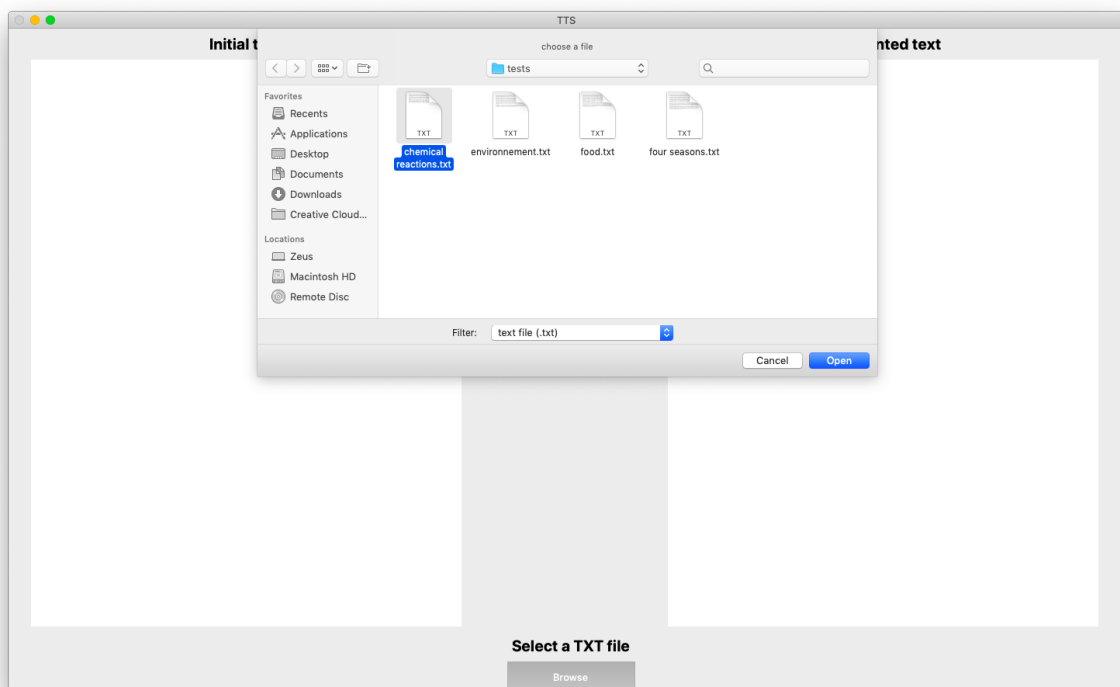 TTS
Initial t
nted text
choose a file
tests
Favorites
Recents
Applications
Desktop
Documents
Downloads
Creative Cloud...
Locations
Zeus
Macintosh HD
Remote Disc
TXT
chemical
reactions.txt
TXT
environnement.txt
TXT
food.txt
TXT
four seasons.txt
Filter: text file (.txt)
Cancel Open
Select a TXT file
Browse